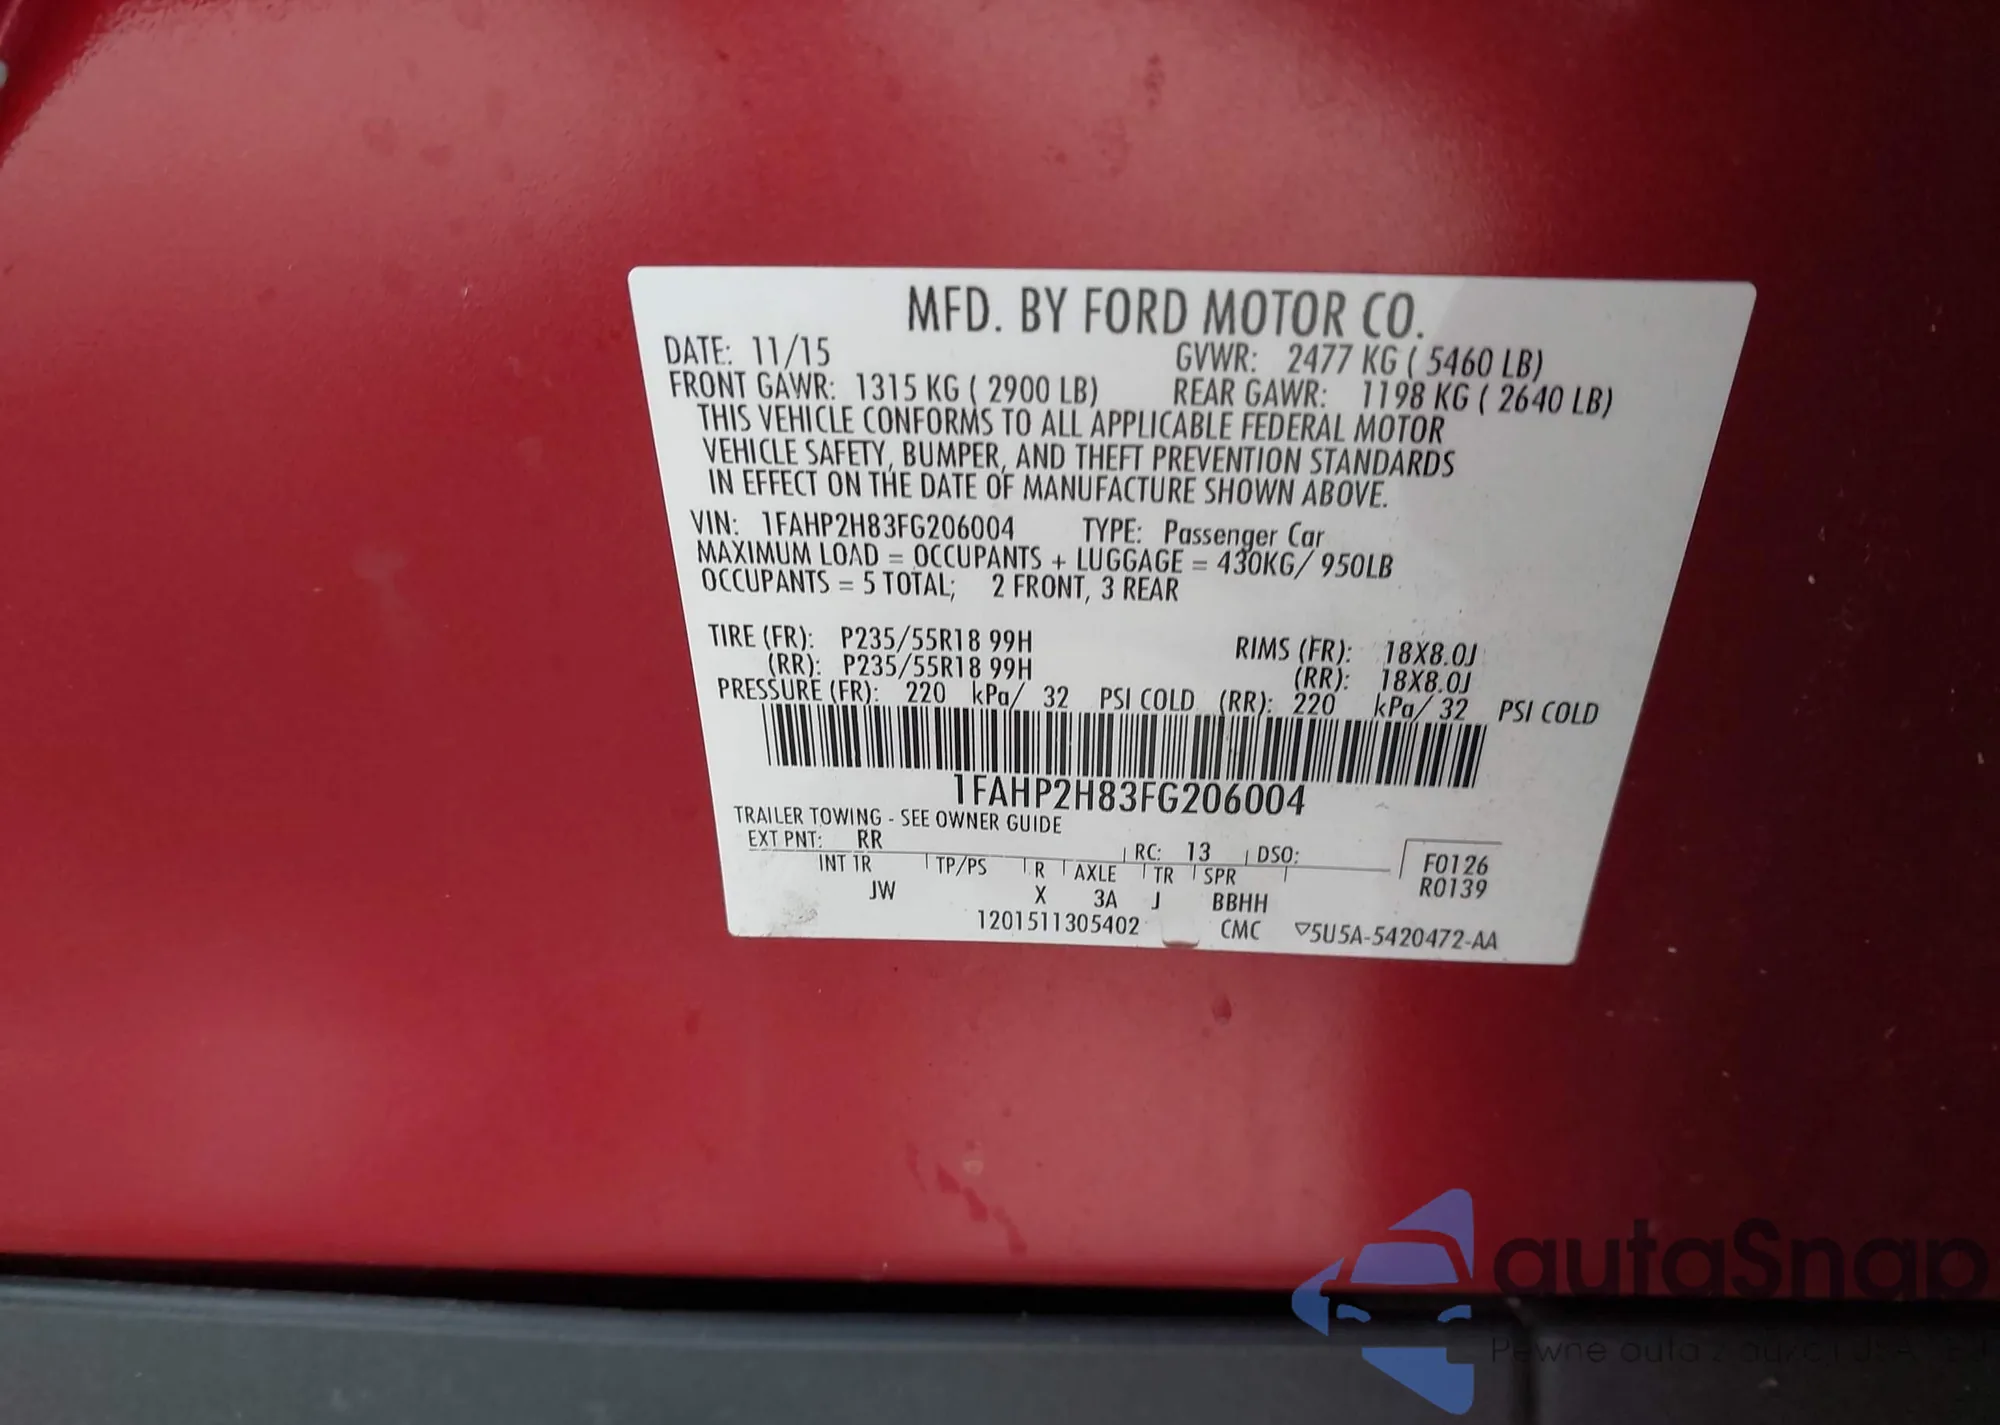 MFD. BY FORD MOTOR CO.
DATE: 11/15 GVWR: 2477 KG ( 5460 LB)
FRONT GAWR: 1315 KG ( 2900 LB) REAR GAWR: 1198 KG ( 2640 LB)
THIS VEHICLE CONFORMS TO ALL APPLICABLE FEDERAL MOTOR
VEHICLE SAFETY, BUMPER, AND THEFT PREVENTION STANDARDS
IN EFFECT ON THE DATE OF MANUFACTURE SHOWN ABOVE.
VIN: 1FAHP2H83FG206004 TYPE: Passenger Car
MAXIMUM LOAD = OCCUPANTS + LUGGAGE = 430KG/ 950LB
OCCUPANTS = 5 TOTAL; 2 FRONT, 3 REAR
TIRE (FR): P235/55R18 99H RIMS (FR): 18X8.0J
(RR): P235/55R18 99H (RR): 18X8.0J
PRESSURE (FR): 220 kPa/ 32 PSI COLD (RR): 220 kPa/ 32 PSI COLD
1FAHP2H83FG206004
TRAILER TOWING - SEE OWNER GUIDE
EXT PNT: RR RC: 13 DSO:
INT TR TP/PS R AXLE TR SPR F0126
JW X 3A J BBHH R0139
1201511305402 CMC ▽5U5A-5420472-AA
autaSnap
Pewne auta z